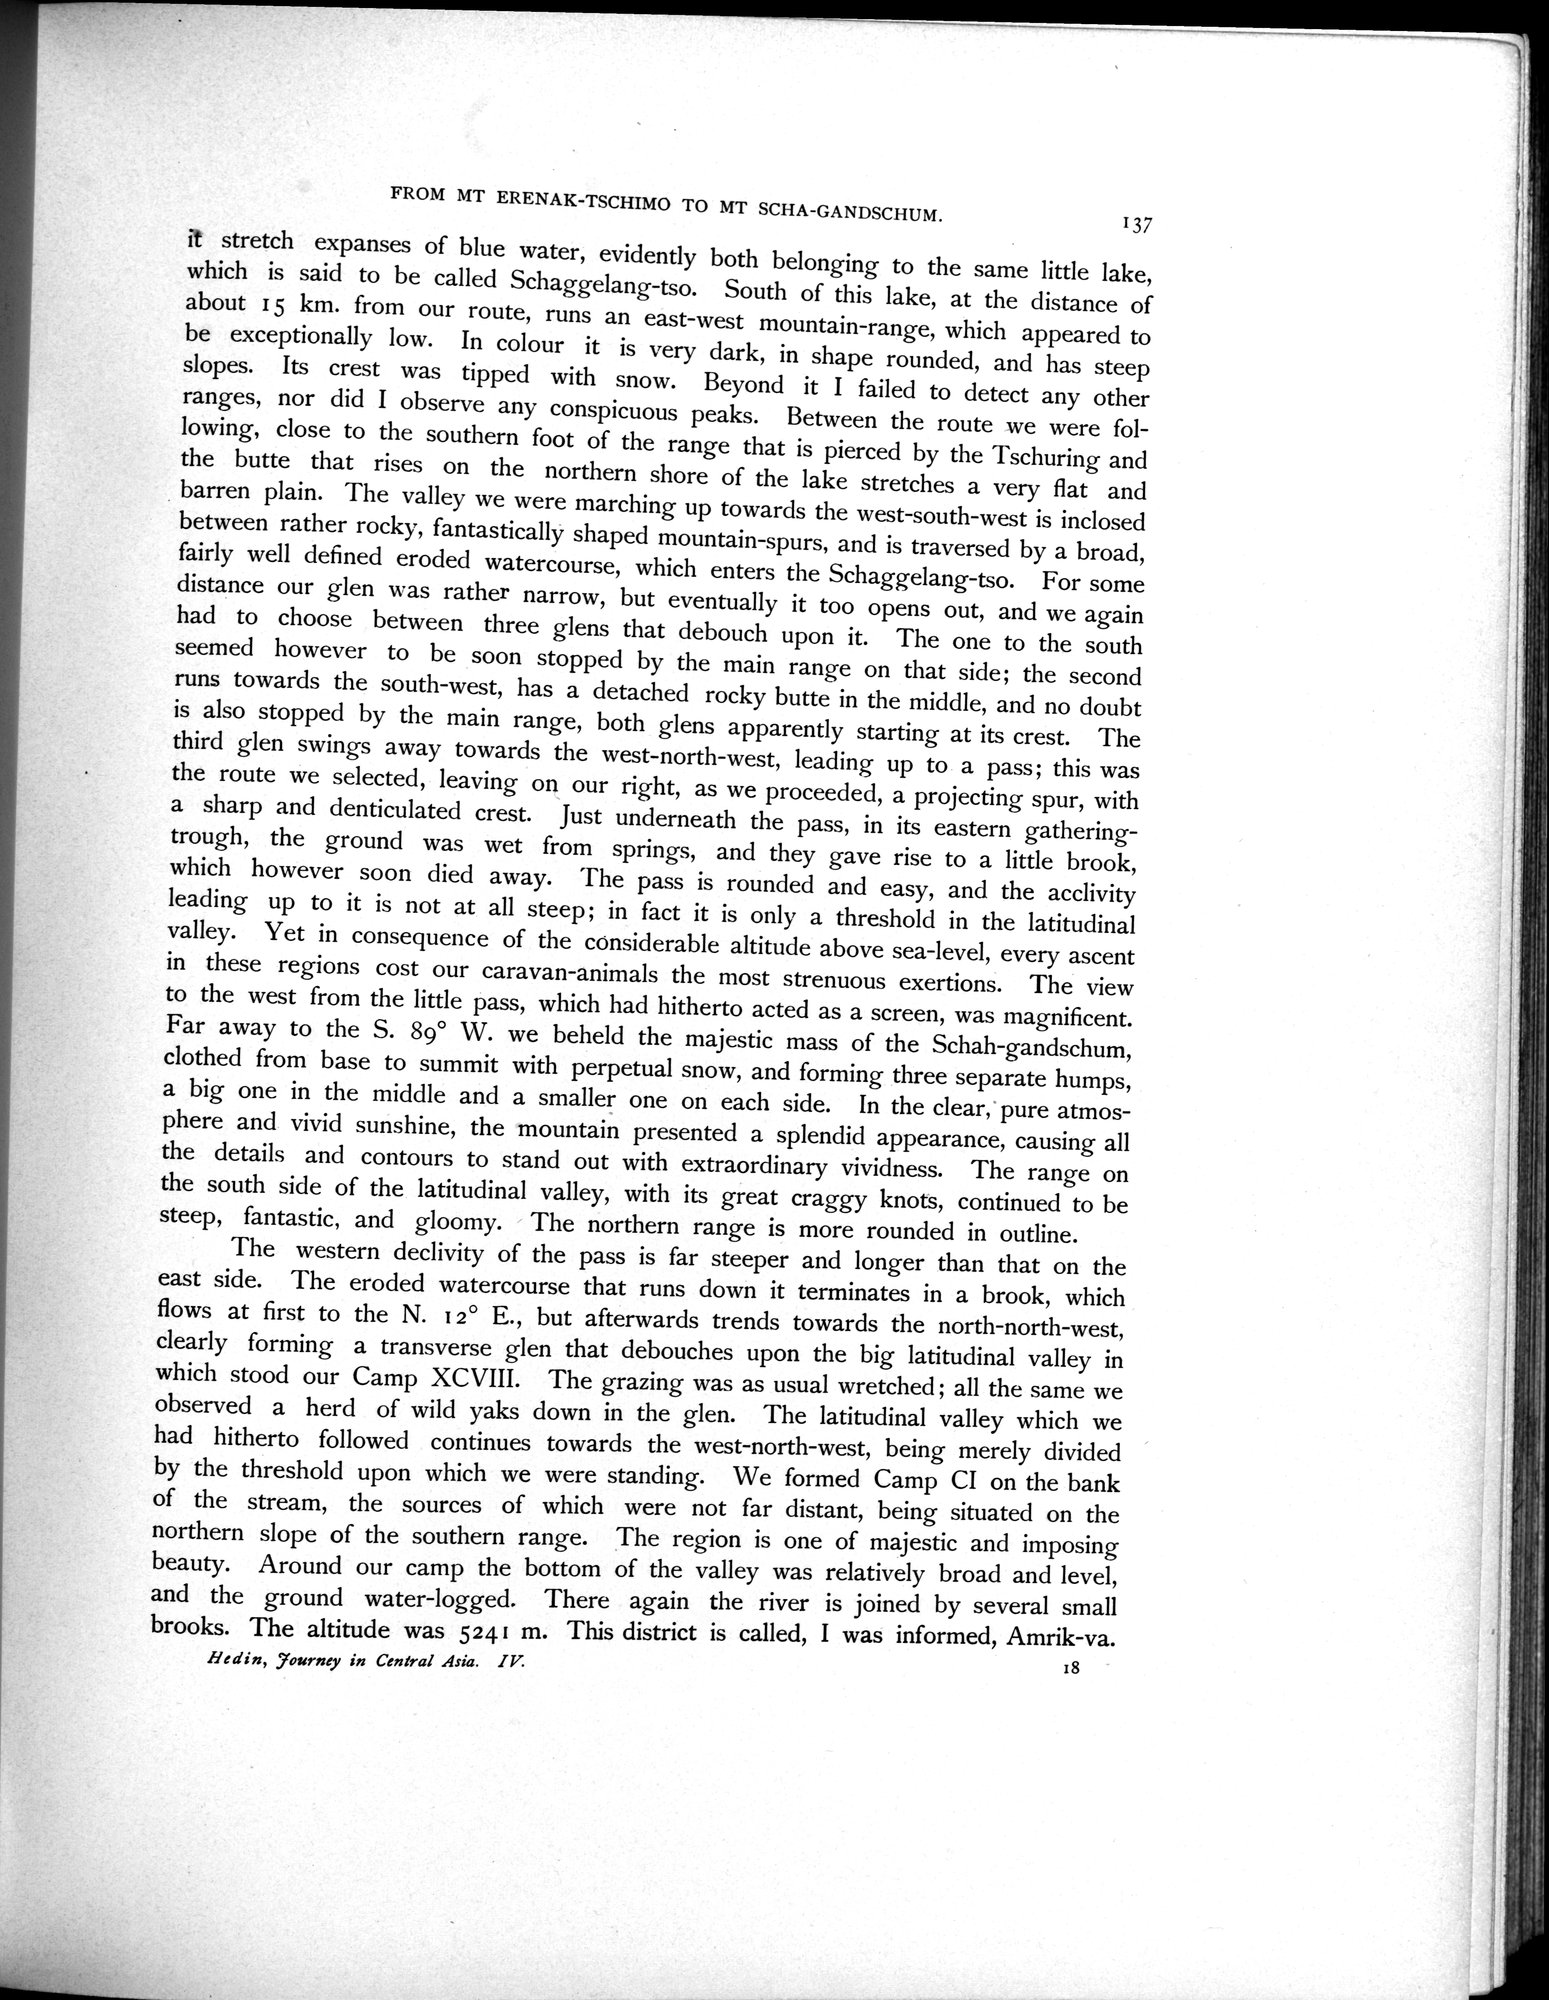 FROM MT ERENAK-TSCHIMO TO MT SCHA-GANDSCHUM. 137
it stretch expanses of blue water, evidently both belonging to the same little lake,
which is said to be called Schaggelang-tso. South of this lake, at the distance of
about 15 km. from our route, runs an east-west mountain-range, which appeared to
be exceptionally low. In colour it is very dark, in shape rounded, and has steep
slopes. Its crest was tipped with snow. Beyond it I failed to detect any other
ranges, nor did I observe any conspicuous peaks. Between the route we were fol-
lowing, close to the southern foot of the range that is pierced by the Tschuring and
the butte that rises on the northern shore of the lake stretches a very flat and
barren plain. The valley we were marching up towards the west-south-west is inclosed
between rather rocky, fantastically shaped mountain-spurs, and is traversed by a broad,
fairly well defined eroded watercourse, which enters the Schaggelang-tso. For some
distance our glen was rather narrow, but eventually it too opens out, and we again
had to choose between three glens that debouch upon it. The one to the south
seemed however to be soon stopped by the main range on that side; the second
runs towards the south-west, has a detached rocky butte in the middle, and no doubt
is also stopped by the main range, both glens apparently starting at its crest. The
third glen swings away towards the west-north-west, leading up to a pass; this was
the route we selected, leaving on our right, as we proceeded, a projecting spur, with
a sharp and denticulated crest. Just underneath the pass, in its eastern gathering-
trough, the ground was wet from springs, and they gave rise to a little brook,
which however soon died away. The pass is rounded and easy, and the acclivity
leading up to it is not at all steep; in fact it is only a threshold in the latitudinal
valley. Yet in consequence of the considerable altitude above sea-level, every ascent
in these regions cost our caravan-animals the most strenuous exertions. The view
to the west from the little pass, which had hitherto acted as a screen, was magnificent.
Far away to the S. 89° W. we beheld the majestic mass of the Schah-gandschum,
clothed from base to summit with perpetual snow, and forming three separate humps,
a big one in the middle and a smaller one on each side. In the clear, pure atmos-
phere and vivid sunshine, the mountain presented a splendid appearance, causing all
the details and contours to stand out with extraordinary vividness. The range on
the south side of the latitudinal valley, with its great craggy knots, continued to be
steep, fantastic, and gloomy. The northern range is more rounded in outline.
The western declivity of the pass is far steeper and longer than that on the
east side. The eroded watercourse that runs down it terminates in a brook, which
flows at first to the N. 12° E., but afterwards trends towards the north-north-west,
clearly forming a transverse glen that debouches upon the big latitudinal valley in
which stood our Camp XCVIII. The grazing was as usual wretched; all the same we
observed a herd of wild yaks down in the glen. The latitudinal valley which we
had hitherto followed continues towards the west-north-west, being merely divided
by the threshold upon which we were standing. We formed Camp CI on the bank
of the stream, the sources of which were not far distant, being situated on the
northern slope of the southern range. The region is one of majestic and imposing
beauty. Around our camp the bottom of the valley was relatively broad and level,
and the ground water-logged. There again the river is joined by several small
brooks. The altitude was 5241 m. This district is called, I was informed, Amrik-va.
Hedin, Journey in Central Asia. IV. 18